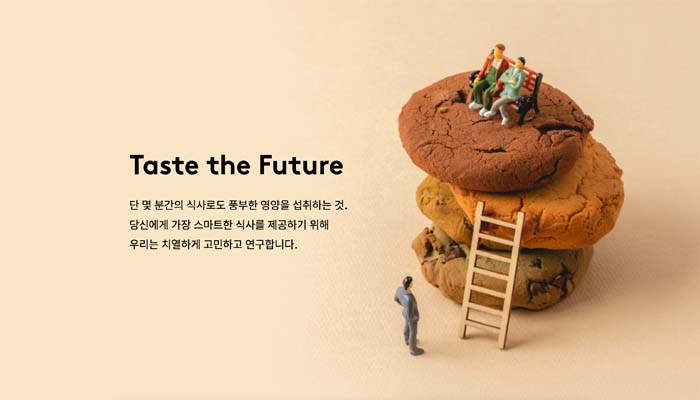 Taste the Future
단 몇 분간의 식사로도 풍부한 영양을 섭취하는 것.
당신에게 가장 스마트한 식사를 제공하기 위해
우리는 치열하게 고민하고 연구합니다.